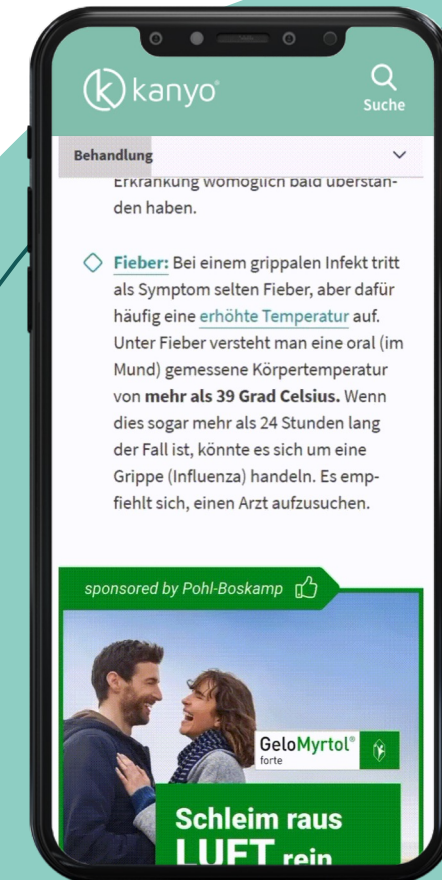 kanyo®
Suche
Behandlung
Erkrankung womöglich bald überstan-
den haben.
Fieber: Bei einem grippalen Infekt tritt
als Symptom selten Fieber, aber dafür
häufig eine erhöhte Temperatur auf.
Unter Fieber versteht man eine oral (im
Mund) gemessene Körpertemperatur
von mehr als 39 Grad Celsius. Wenn
dies sogar mehr als 24 Stunden lang
der Fall ist, könnte es sich um eine
Grippe (Influenza) handeln. Es emp-
fiehlt sich, einen Arzt aufzusuchen.
sponsored by Pohl-Boskamp
GeloMyrtol®
forte
Schleim raus
LUFT rein